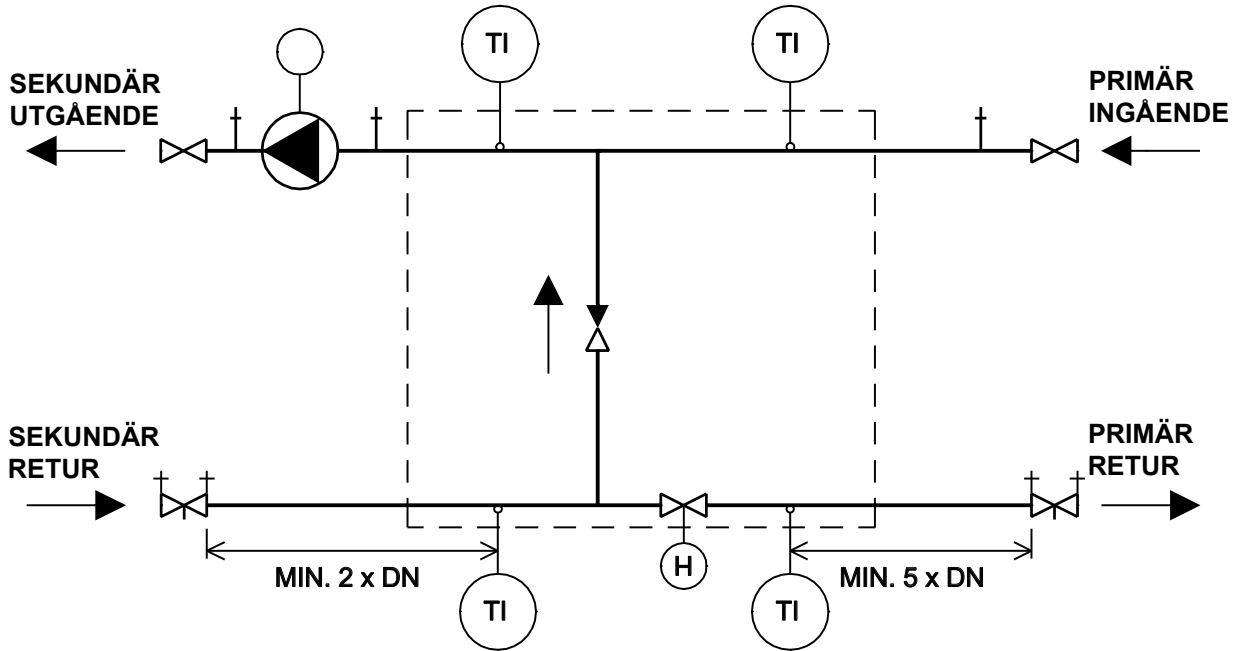 TI
TI
SEKUNDÄR
UTGÅENDE
PRIMÄR
INGÅENDE
SEKUNDÄR
RETUR
PRIMÄR
RETUR
H
MIN. 2 x DN
MIN. 5 x DN
TI
TI